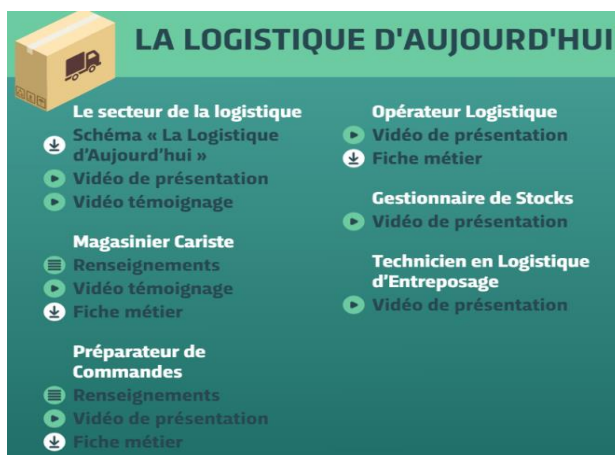 LA LOGISTIQUE D'AUJOURD'HUI
Le secteur de la logistique
Schéma « La Logistique
d'Aujourd'hui »
Vidéo de présentation
Vidéo témoignage
Magasinier Cariste
Renseignements
Vidéo témoignage
Fiche métier
Préparateur de
Commandes
Renseignements
Vidéo de présentation
Fiche métier
Opérateur Logistique
Vidéo de présentation
Fiche métier
Gestionnaire de Stocks
Vidéo de présentation
Technicien en Logistique
d'Entreposage
Vidéo de présentation